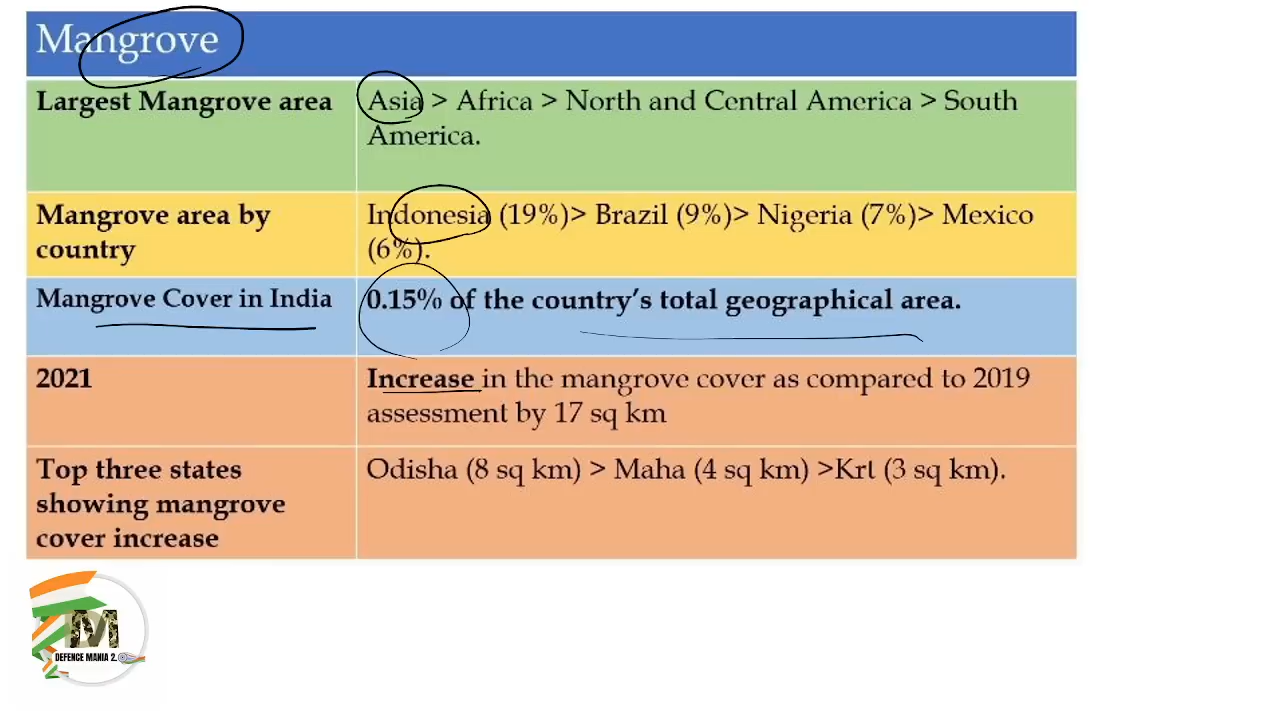 Mangrove
Largest Mangrove area
Asia > Africa > North and Central America > South
America.
Mangrove area by
country
Indonesia (19%)> Brazil (9%)> Nigeria (7%)> Mexico
(6%).
Mangrove Cover in India
0.15% of the country's total geographical area.
2021
Increase in the mangrove cover as compared to 2019
assessment by 17 sq km
Top three states
showing mangrove
cover increase
Odisha (8 sq km) > Maha (4 sq km) >Krt (3 sq km).
M
DEFENCE MANIA 2.